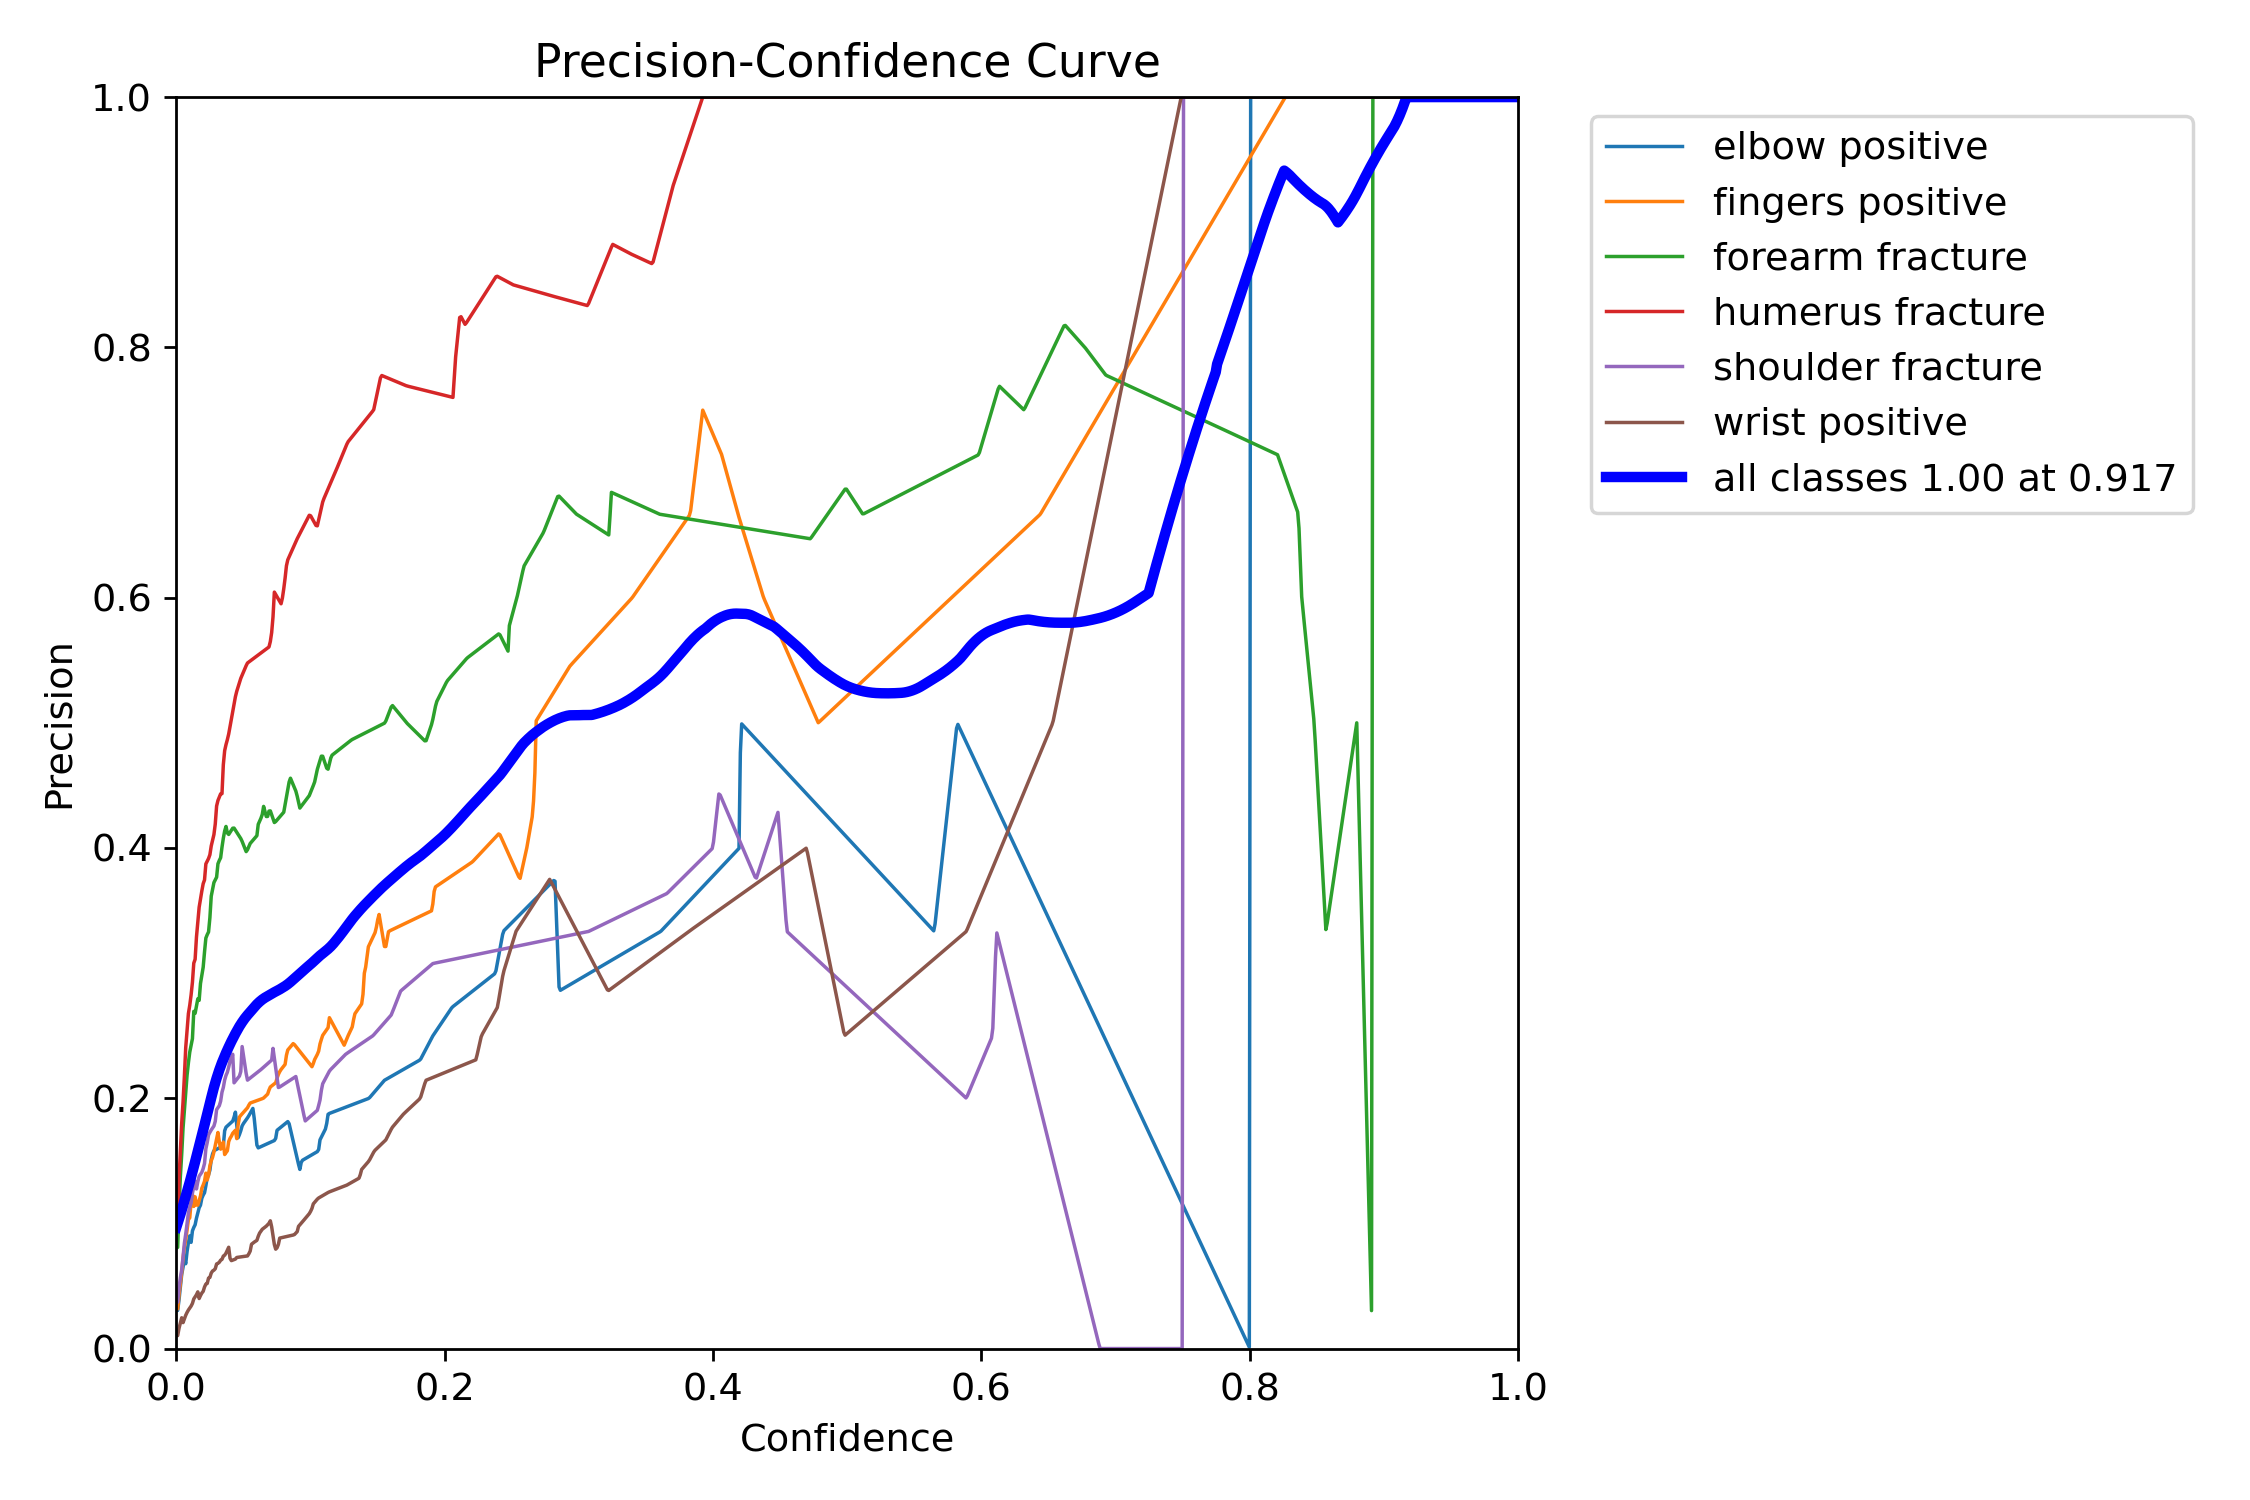 Precision-Confidence Curve
1.0
0.8
0.6
0.4
0.2
0.0
Precision
0.0 0.2 0.4 0.6 0.8 1.0
Confidence
elbow positive
fingers positive
forearm fracture
humerus fracture
shoulder fracture
wrist positive
all classes 1.00 at 0.917